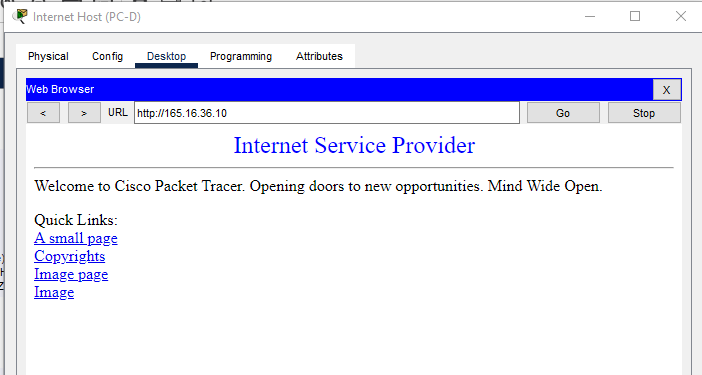 Internet Host (PC-D)
Physical Config Desktop Programming Attributes
Web Browser X
< > URL http://165.16.36.10 Go Stop
Internet Service Provider
Welcome to Cisco Packet Tracer. Opening doors to new opportunities. Mind Wide Open.
Quick Links:
A small page
Copyrights
Image page
Image